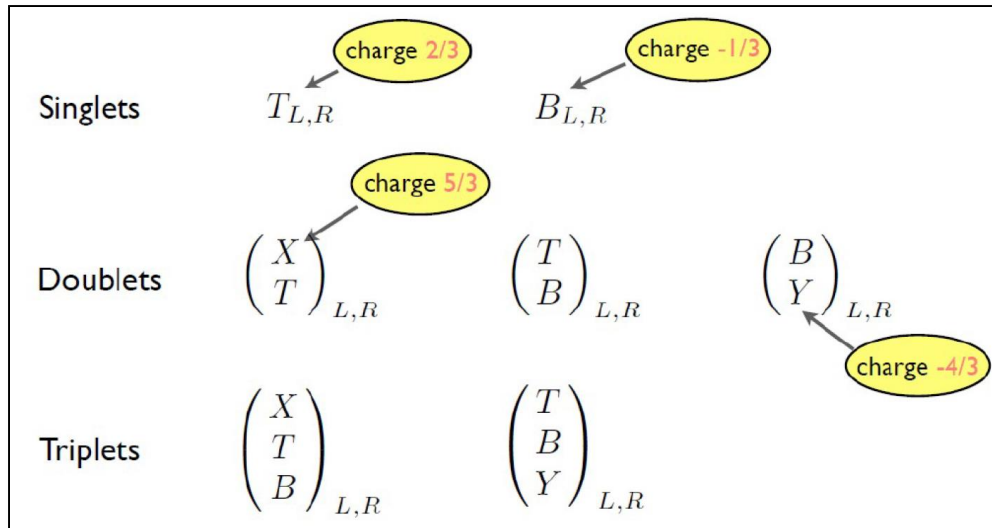 charge 2/3
charge -1/3
Singlets
T_{L,R}
B_{L,R}
charge 5/3
Doublets
( X
T )_{L,R}
( T
B )_{L,R}
( B
Y )_{L,R}
charge -4/3
Triplets
( X
T
B )_{L,R}
( T
B
Y )_{L,R}